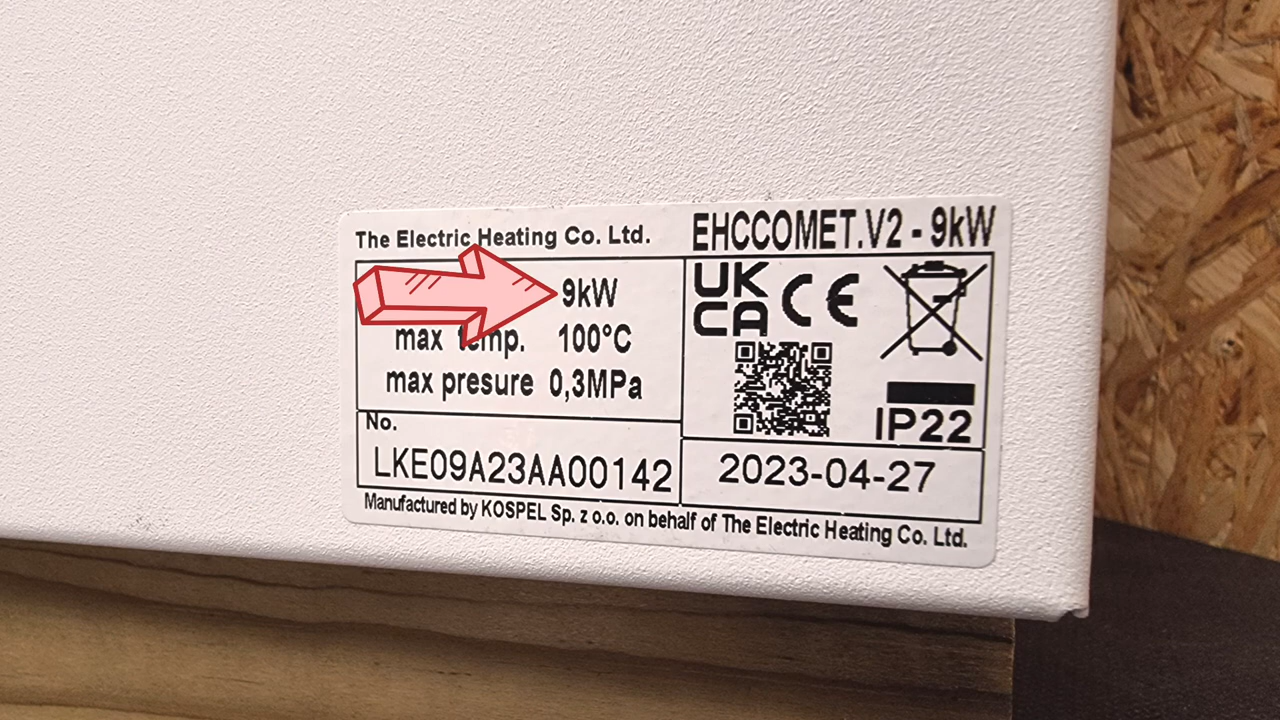 The Electric Heating Co. Ltd.
EHCCOMET.V2 - 9kW
9kW
max temp. 100°C
max presure 0,3MPa
UK
CA
CE
IP22
No.
LKE09A23AA00142
2023-04-27
Manufactured by KOSPEL Sp. z o.o. on behalf of The Electric Heating Co. Ltd.